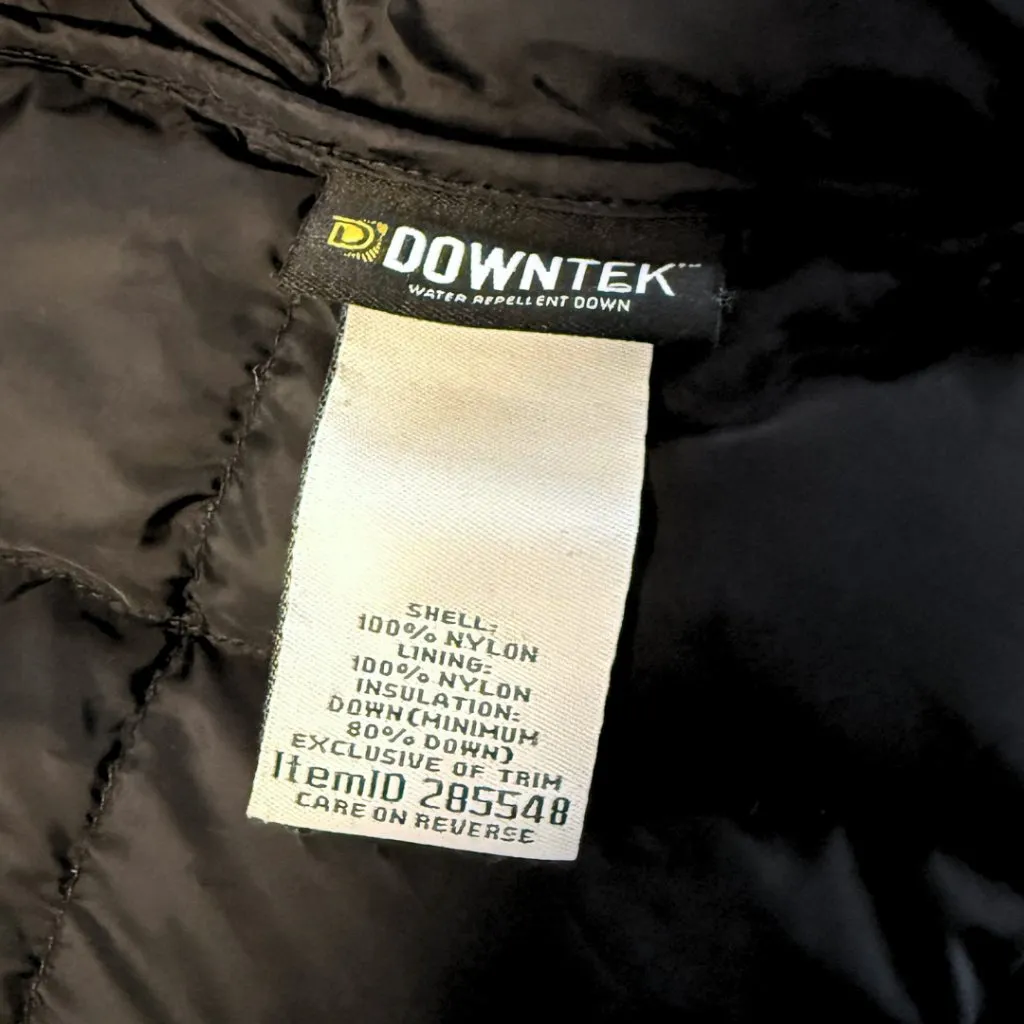 DOWNTEK™
WATER REPELLENT DOWN
SHELL:
100% NYLON
LINING:
100% NYLON
INSULATION:
DOWN (MINIMUM
80% DOWN)
EXCLUSIVE OF TRIM
ItemID 285548
CARE ON REVERSE